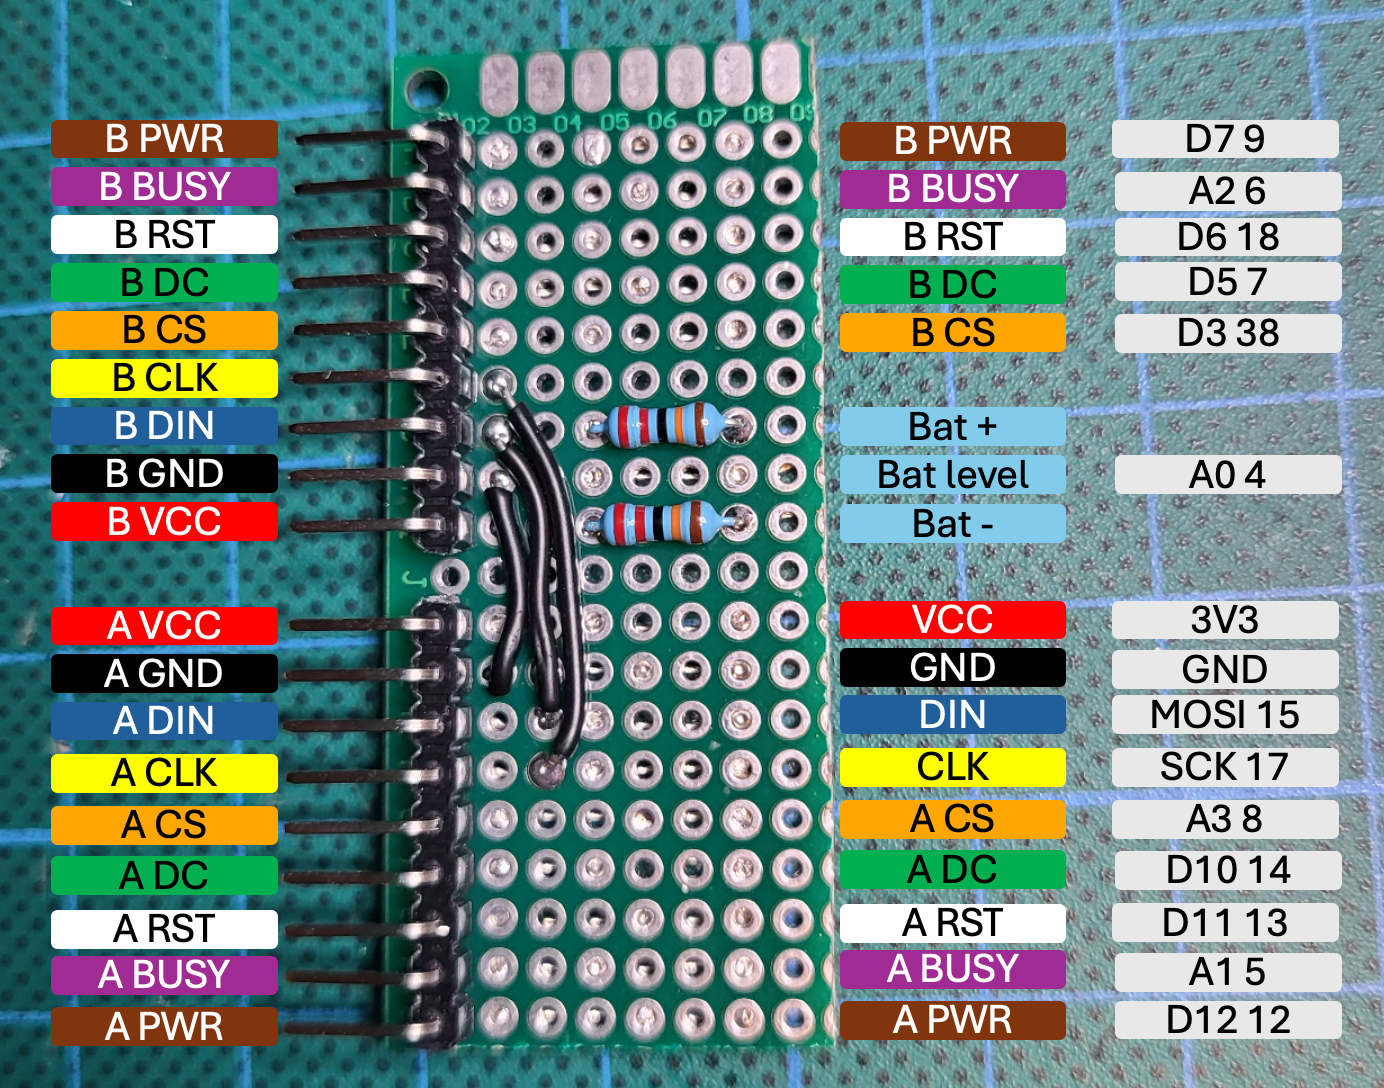 02 03 04 05 06 07 08 09
B PWR B PWR D7 9
B BUSY B BUSY A2 6
B RST B RST D6 18
B DC B DC D5 7
B CS B CS D3 38
B CLK
B DIN Bat +
B GND Bat level A0 4
B VCC Bat -
J
A VCC VCC 3V3
A GND GND GND
A DIN DIN MOSI 15
A CLK CLK SCK 17
A CS A CS A3 8
A DC A DC D10 14
A RST A RST D11 13
A BUSY A BUSY A1 5
A PWR A PWR D12 12